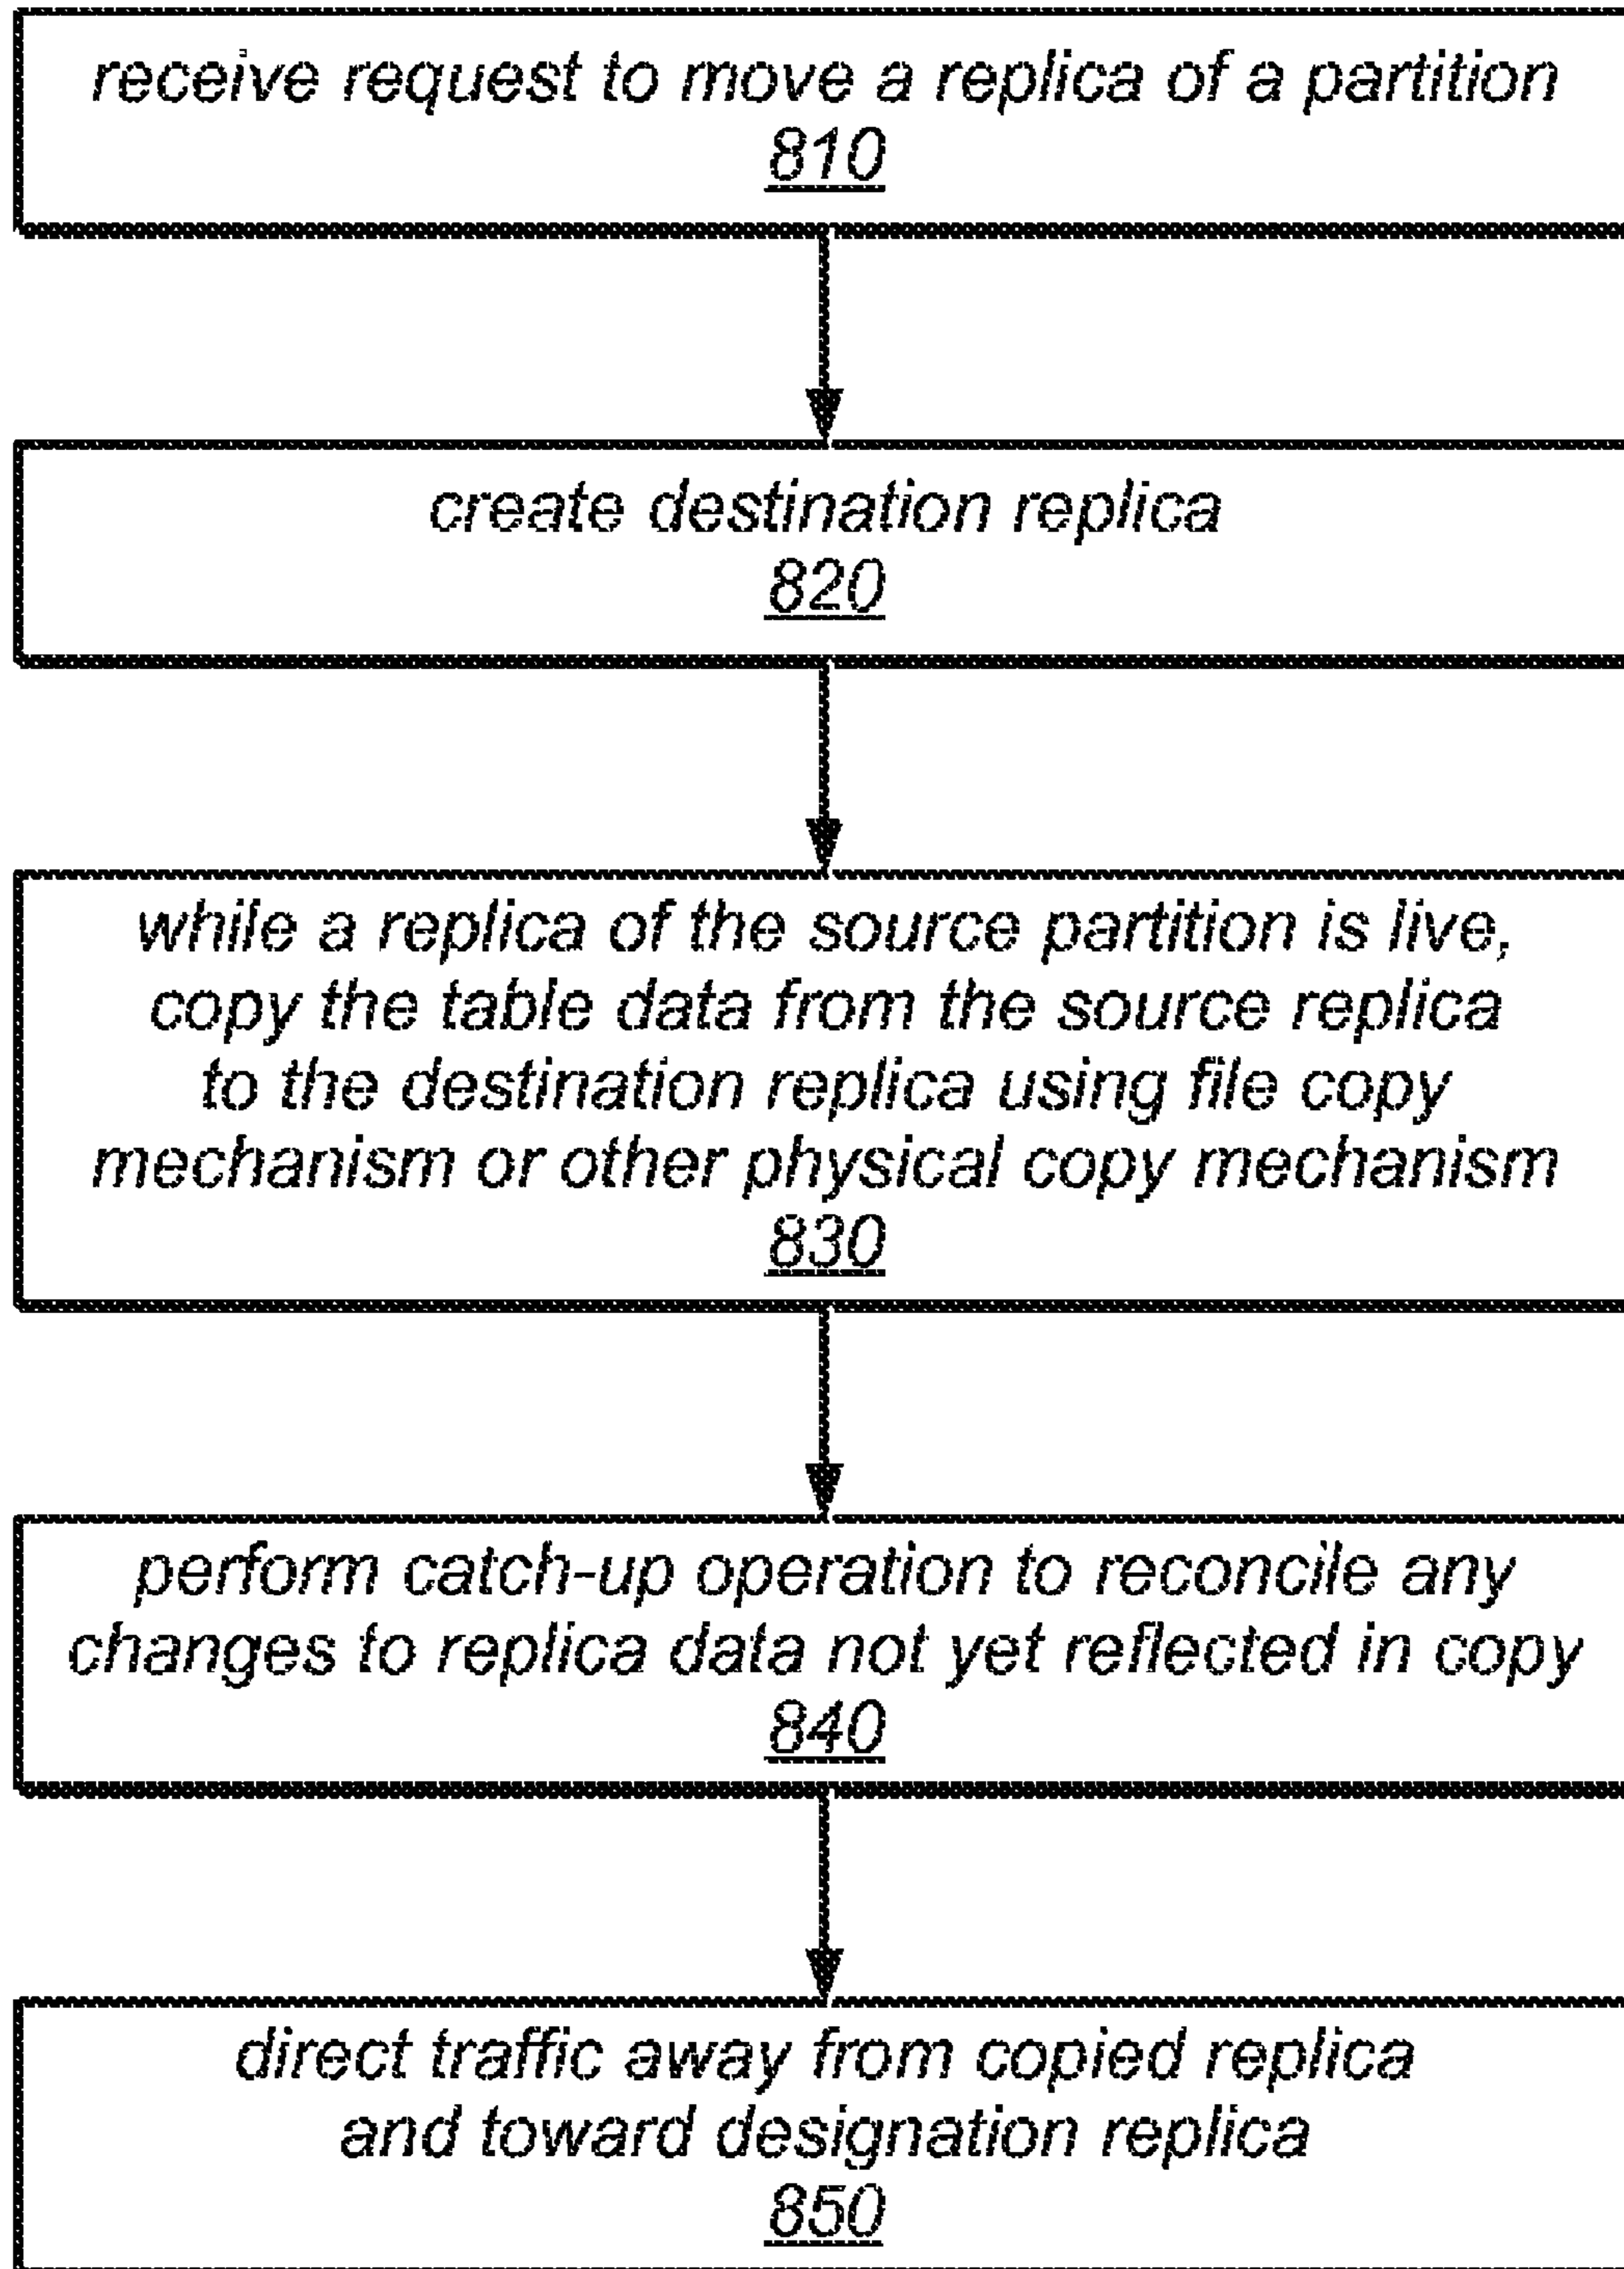 receive request to move a replica of a partition
810
create destination replica
820
while a replica of the source partition is live,
copy the table data from the source replica
to the destination replica using file copy
mechanism or other physical copy mechanism
830
perform catch-up operation to reconcile any
changes to replica data not yet reflected in copy
840
direct traffic away from copied replica
and toward designation replica
850